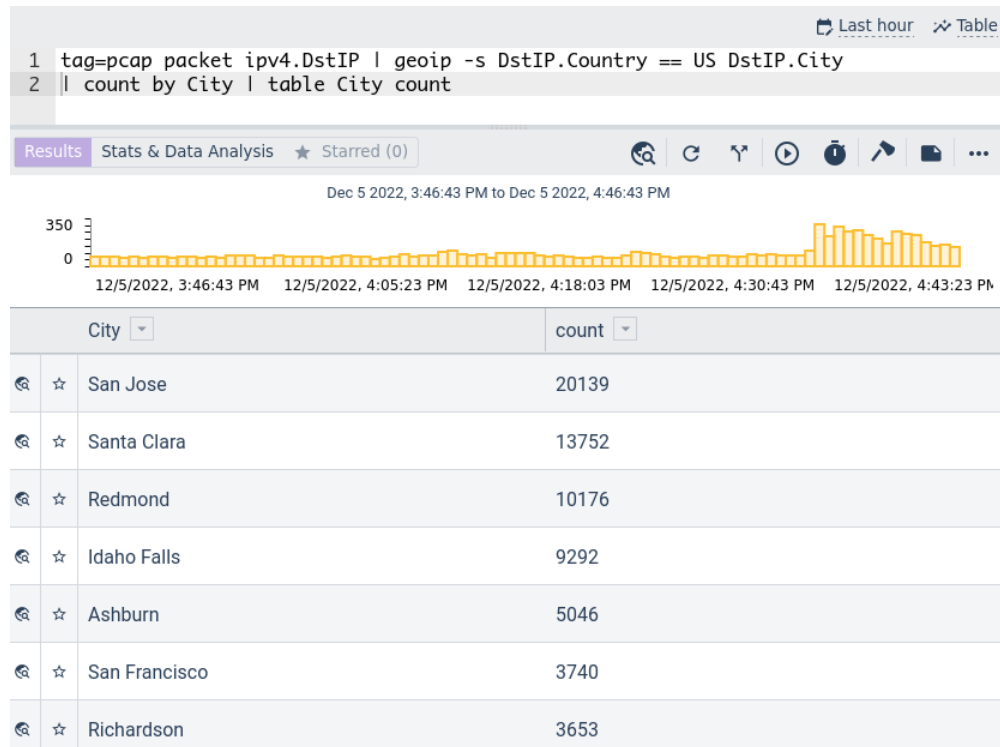 Last hour Table
1 tag=pcap packet ipv4.DstIP | geoip -s DstIP.Country == US DstIP.City
2 | count by City | table City count
Results Stats & Data Analysis Starred (0)
Dec 5 2022, 3:46:43 PM to Dec 5 2022, 4:46:43 PM
350
0
12/5/2022, 3:46:43 PM 12/5/2022, 4:05:23 PM 12/5/2022, 4:18:03 PM 12/5/2022, 4:30:43 PM 12/5/2022, 4:43:23 PM
City count
San Jose 20139
Santa Clara 13752
Redmond 10176
Idaho Falls 9292
Ashburn 5046
San Francisco 3740
Richardson 3653